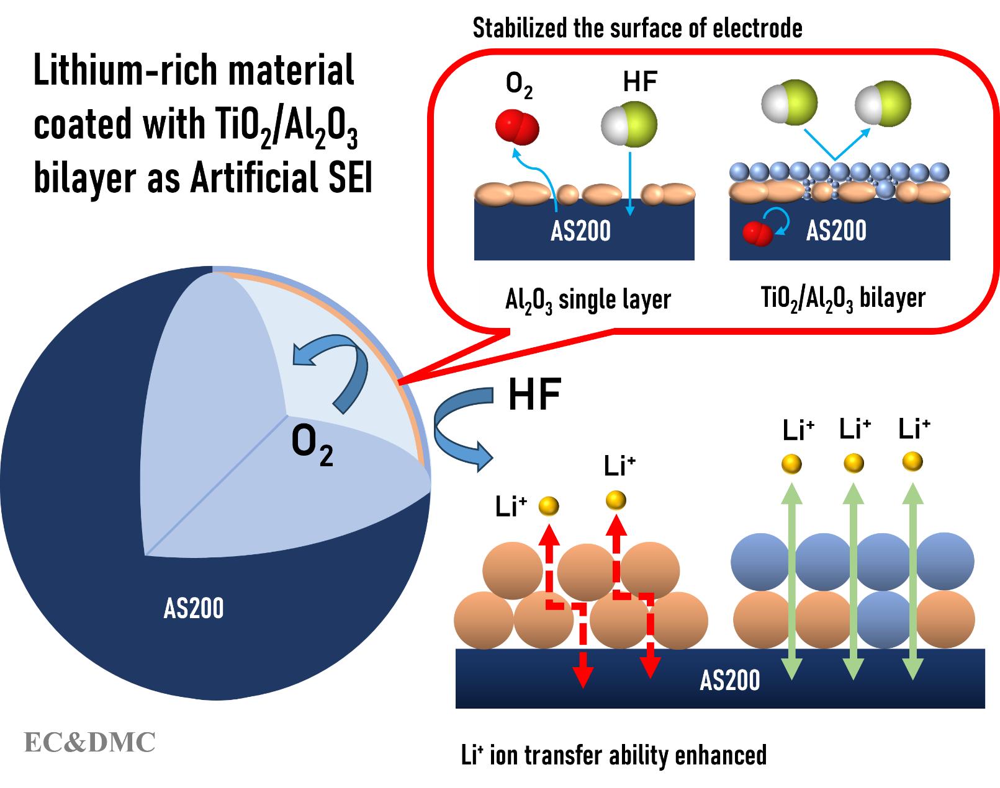 Stabilized the surface of electrode
Lithium-rich material
coated with TiO₂/Al₂O₃
bilayer as Artificial SEI
O₂
HF
AS200
AS200
Al₂O₃ single layer
TiO₂/Al₂O₃ bilayer
HF
O₂
Li⁺
Li⁺
Li⁺
Li⁺
Li⁺
AS200
AS200
EC&DMC
Li⁺ ion transfer ability enhanced